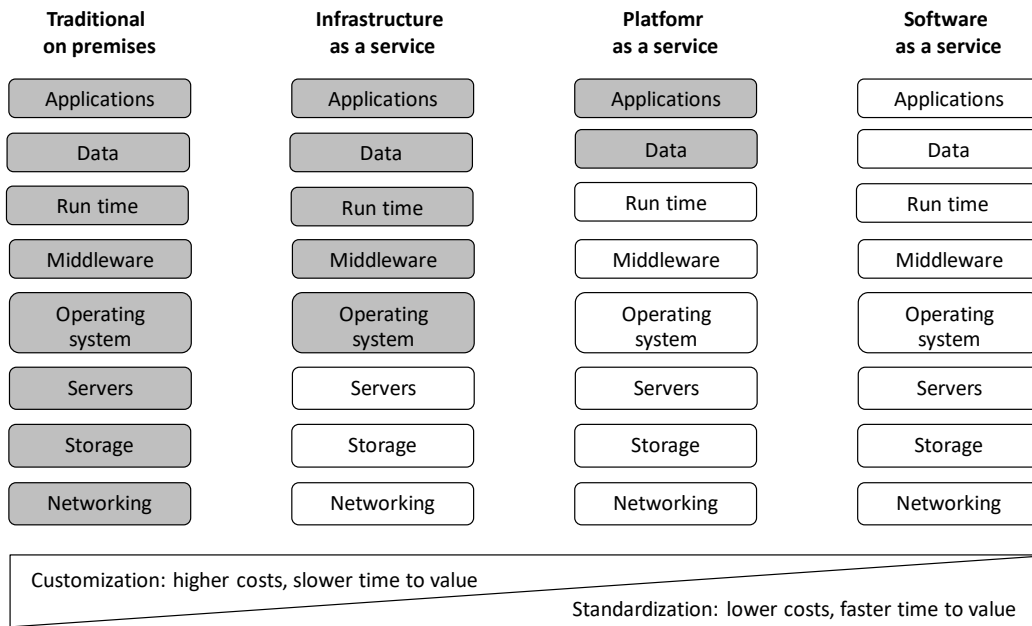 Traditional
on premises
Infrastructure
as a service
Platfomr
as a service
Software
as a service
Applications
Applications
Applications
Applications
Data
Data
Data
Data
Run time
Run time
Run time
Run time
Middleware
Middleware
Middleware
Middleware
Operating
system
Operating
system
Operating
system
Operating
system
Servers
Servers
Servers
Servers
Storage
Storage
Storage
Storage
Networking
Networking
Networking
Networking
Customization: higher costs, slower time to value
Standardization: lower costs, faster time to value